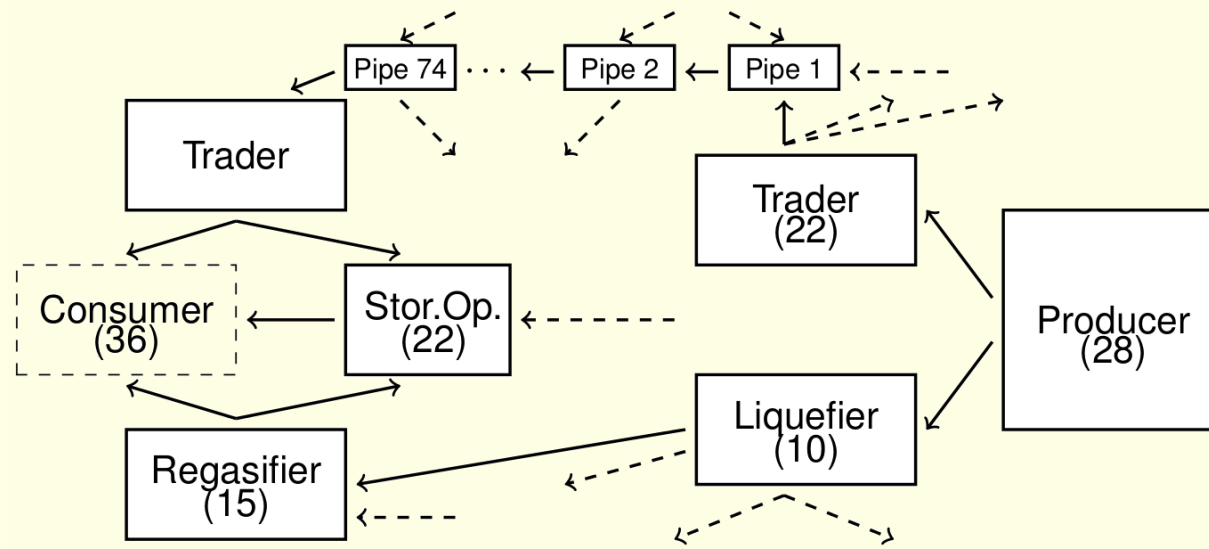 Pipe 74 · · · Pipe 2 Pipe 1
Trader
Trader
(22)
Consumer
(36)
Stor.Op.
(22)
Producer
(28)
Liquefier
(10)
Regasifier
(15)